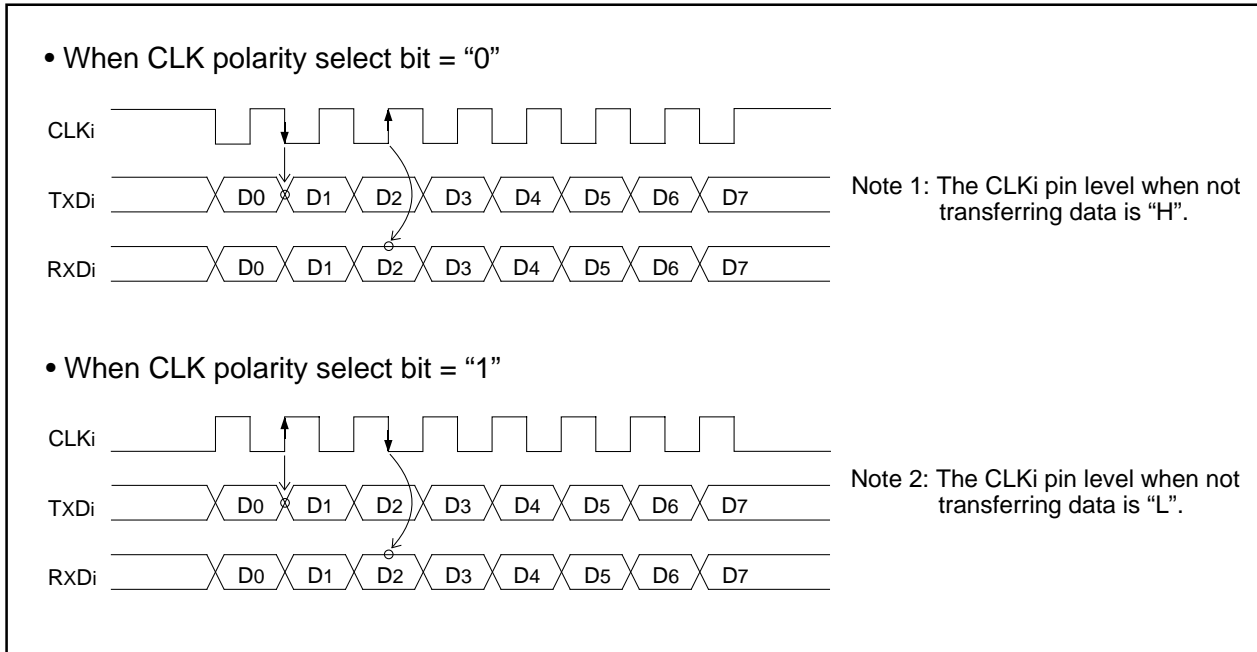 • When CLK polarity select bit = “0”
CLKi
TXDi D0 D1 D2 D3 D4 D5 D6 D7
RXDi D0 D1 D2 D3 D4 D5 D6 D7
Note 1: The CLKi pin level when not
transferring data is “H”.
• When CLK polarity select bit = “1”
CLKi
TXDi D0 D1 D2 D3 D4 D5 D6 D7
RXDi D0 D1 D2 D3 D4 D5 D6 D7
Note 2: The CLKi pin level when not
transferring data is “L”.